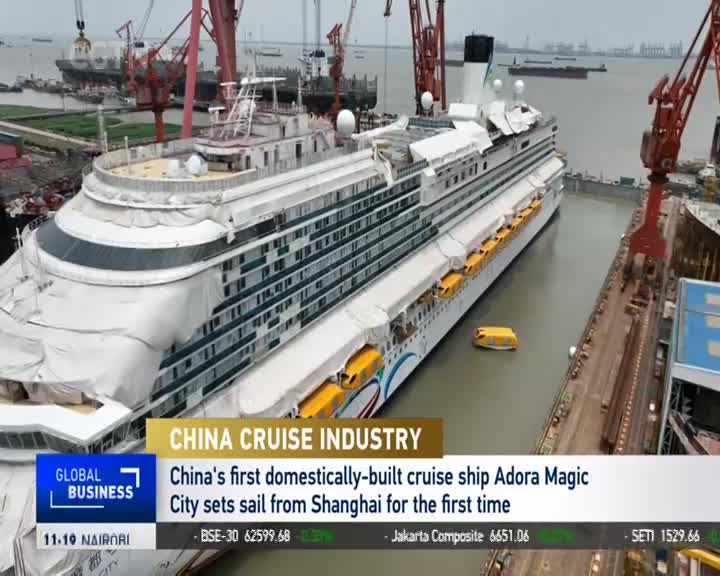 CHINA CRUISE INDUSTRY
GLOBAL
BUSINESS
China's first domestically-built cruise ship Adora Magic
City sets sail from Shanghai for the first time
11:19 NAIROBI
- BSE-30 62599.68 - Jakarta Composite 6651.06 - SETI 1529.66